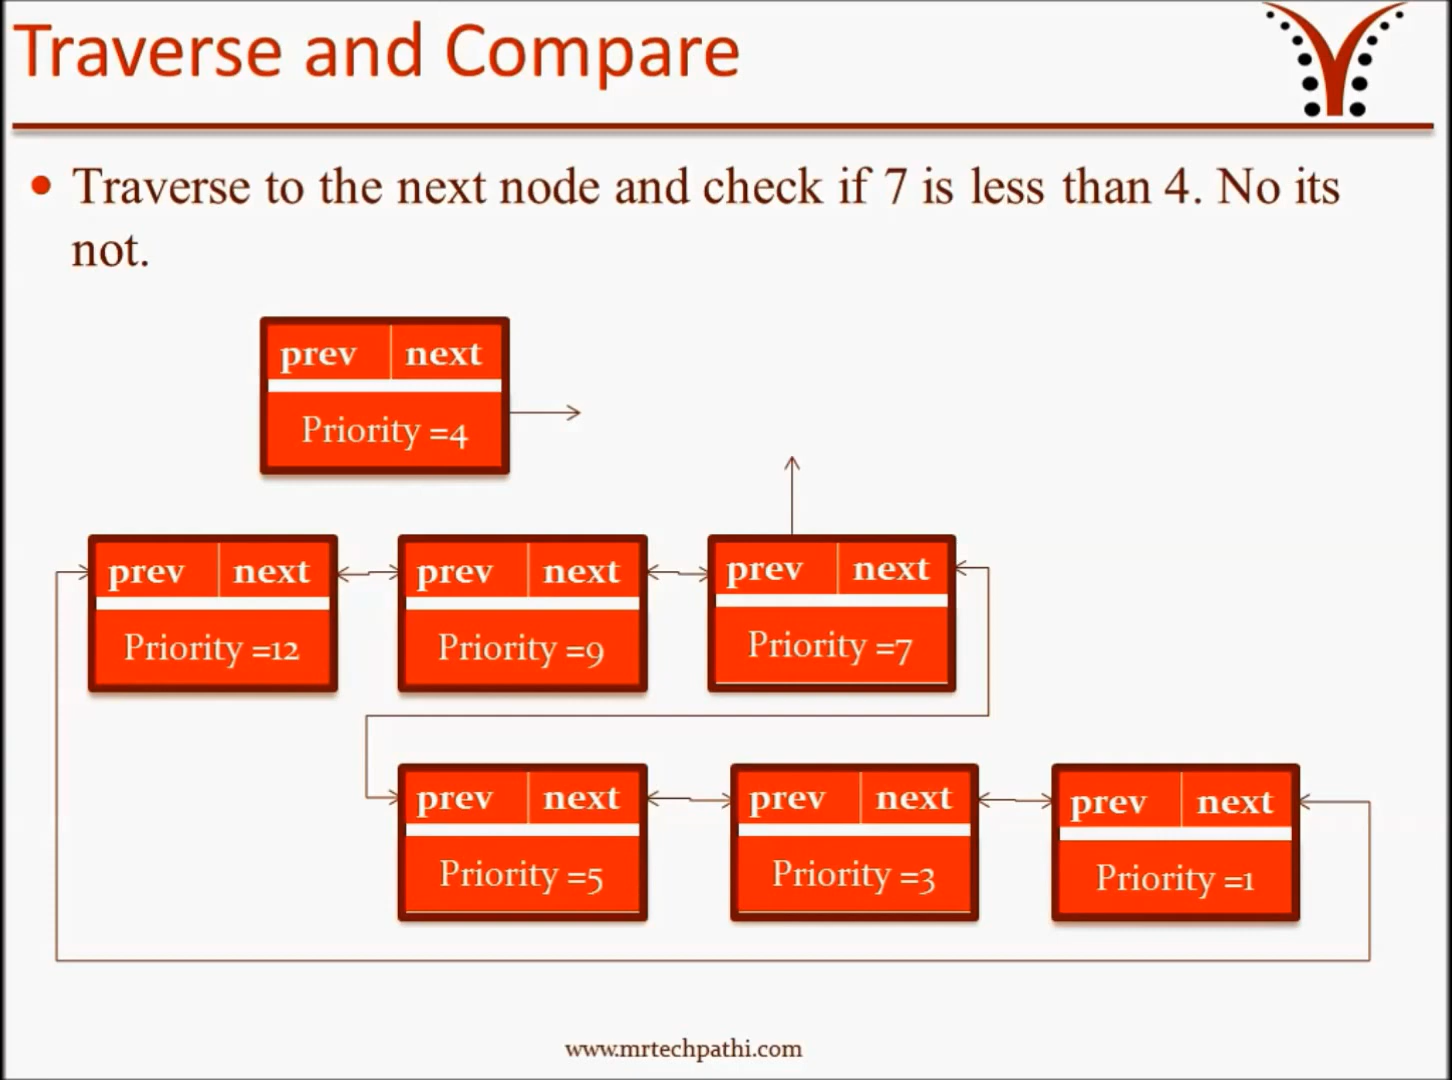 Traverse and Compare
• Traverse to the next node and check if 7 is less than 4. No its
not.
prev next
Priority =4
prev next prev next prev next
Priority =12 Priority =9 Priority =7
prev next prev next prev next
Priority =5 Priority =3 Priority =1
www.mrtechpathi.com